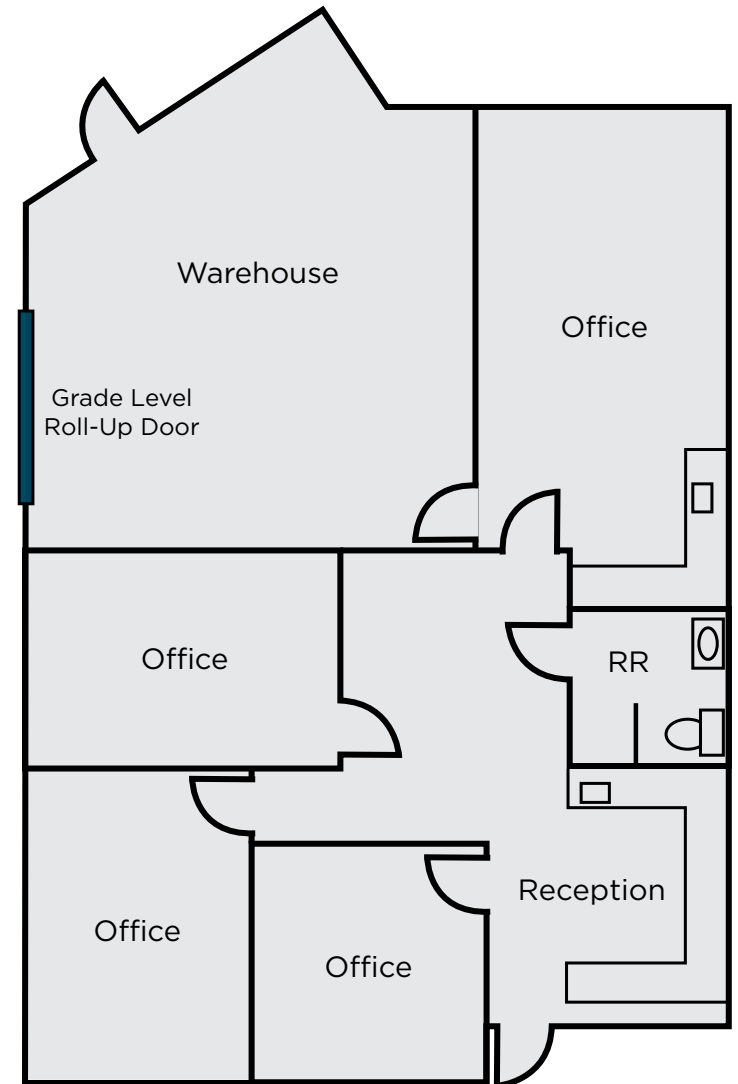 Warehouse
Office
Grade Level
Roll-Up Door
Office
RR
Reception
Office
Office